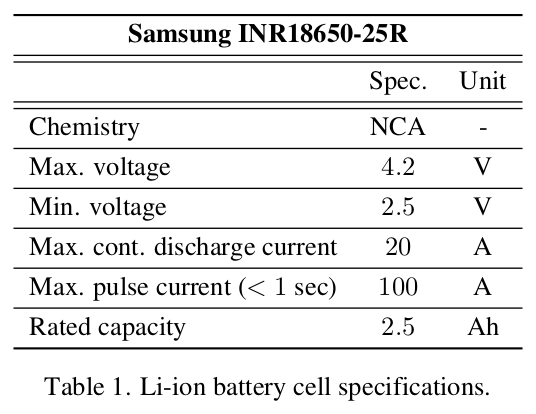 Samsung INR18650-25R
Spec. Unit
Chemistry NCA -
Max. voltage 4.2 V
Min. voltage 2.5 V
Max. cont. discharge current 20 A
Max. pulse current (< 1 sec) 100 A
Rated capacity 2.5 Ah
Table 1. Li-ion battery cell specifications.